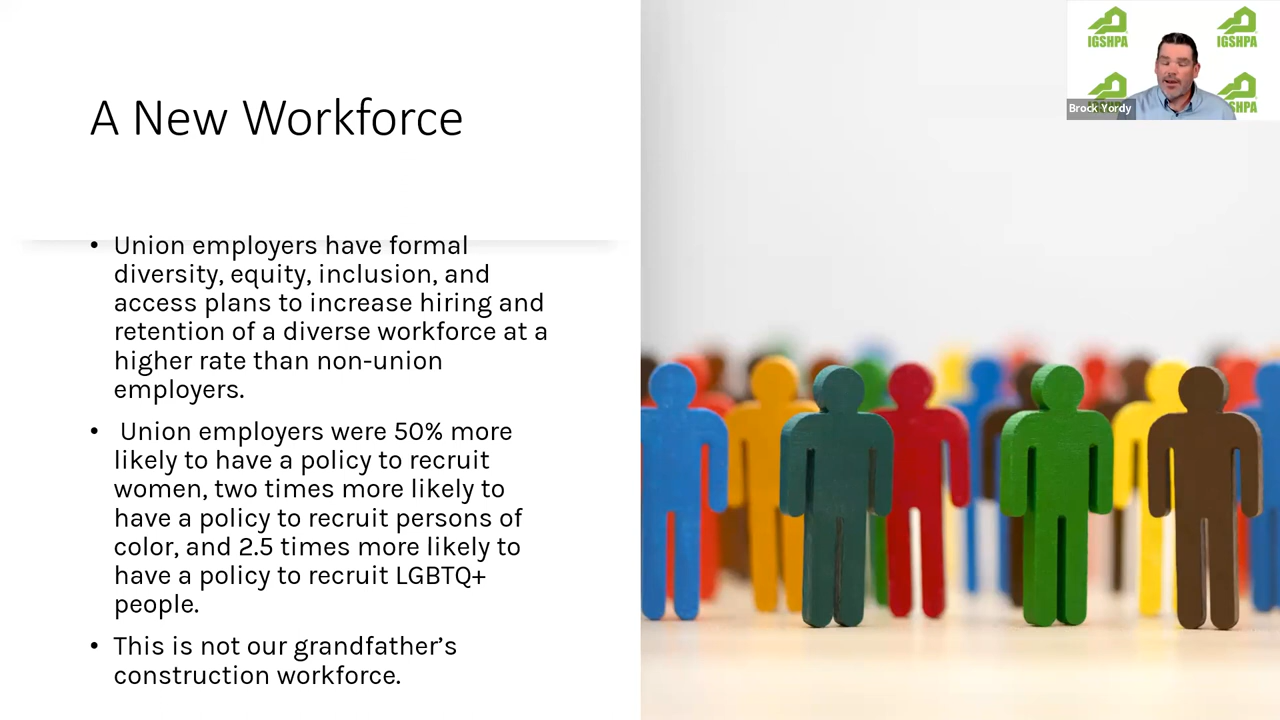 A New Workforce
• Union employers have formal
diversity, equity, inclusion, and
access plans to increase hiring and
retention of a diverse workforce at a
higher rate than non-union
employers.
• Union employers were 50% more
likely to have a policy to recruit
women, two times more likely to
have a policy to recruit persons of
color, and 2.5 times more likely to
have a policy to recruit LGBTQ+
people.
• This is not our grandfather’s
construction workforce.
IGSHPA
IGSHPA
Brock Yordy
SHPA